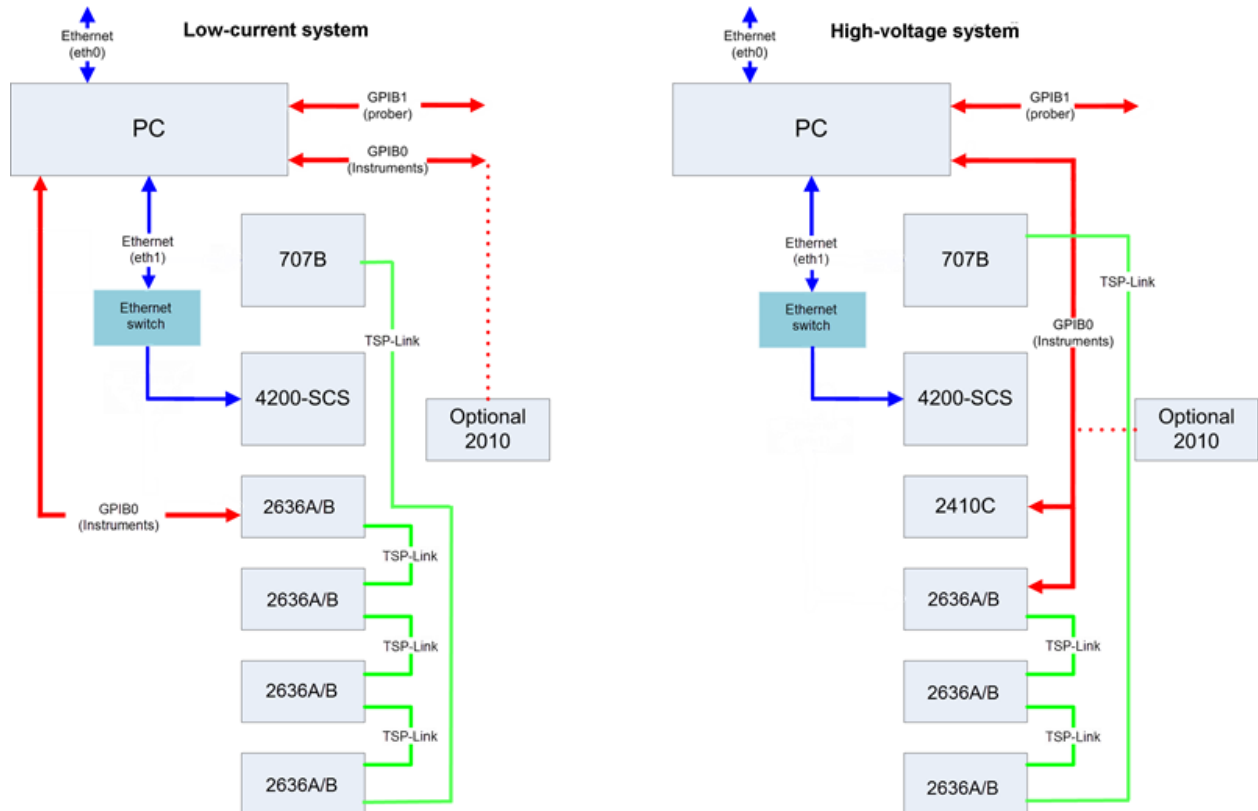 Low-current system
Ethernet
(eth0)
PC
GPIB1
(prober)
GPIB0
(Instruments)
Ethernet
(eth1)
707B
Ethernet
switch
TSP-Link
4200-SCS
Optional
2010
2636A/B
GPIB0
(Instruments)
TSP-Link
2636A/B
TSP-Link
2636A/B
TSP-Link
2636A/B
High-voltage system
Ethernet
(eth0)
PC
GPIB1
(prober)
Ethernet
(eth1)
707B
TSP-Link
Ethernet
switch
GPIB0
(Instruments)
4200-SCS
Optional
2010
2410C
2636A/B
TSP-Link
2636A/B
TSP-Link
2636A/B